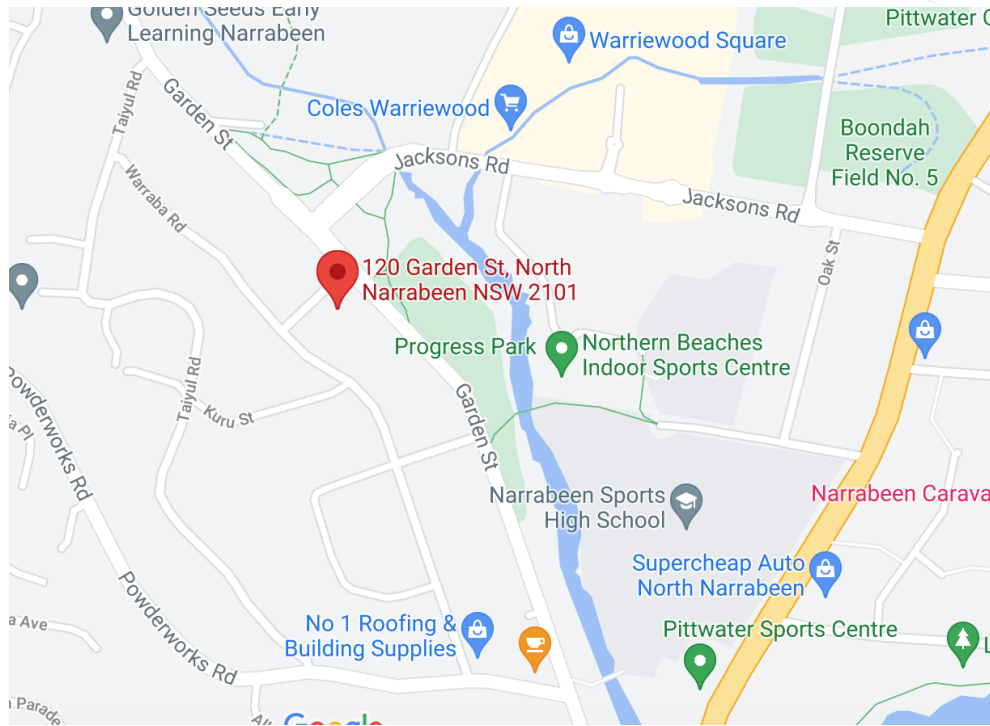 Golden Seeds Early
Learning Narrabeen
Pittwater
Warriewood Square
Taiyul Rd
Garden St
Coles Warriewood
Jacksons Rd
Boondah
Reserve
Field No. 5
Warraba Rd
Jacksons Rd
Oak St
120 Garden St, North
Narrabeen NSW 2101
Progress Park
Northern Beaches
Indoor Sports Centre
Taiyul Rd
Kuru St
Garden St
Powderworks Rd
Pl
Narrabeen Sports
High School
Narrabeen Carava
Supercheap Auto
North Narrabeen
a Ave
Powderworks Rd
No 1 Roofing &
Building Supplies
Pittwater Sports Centre
Parade
Google